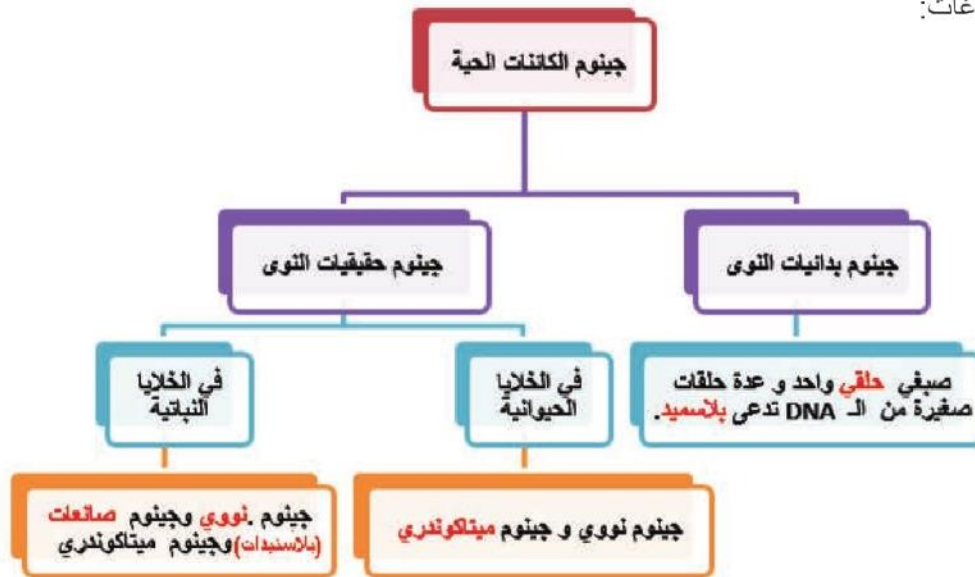 غات:
جينوم الكائنات الحية
جينوم بدائيات النوى
جينوم حقيقيات النوى
صبغي حلقي واحد و عدة حلقات
صغيرة من الـ DNA تدعى بلاسميد.
في الخلايا
الحيوانية
في الخلايا
النباتية
جينوم نووي و جينوم ميتاكوندري
جينوم .نووي وجينوم صانعات
(بلاستيدات)وجينوم ميتاكوندري